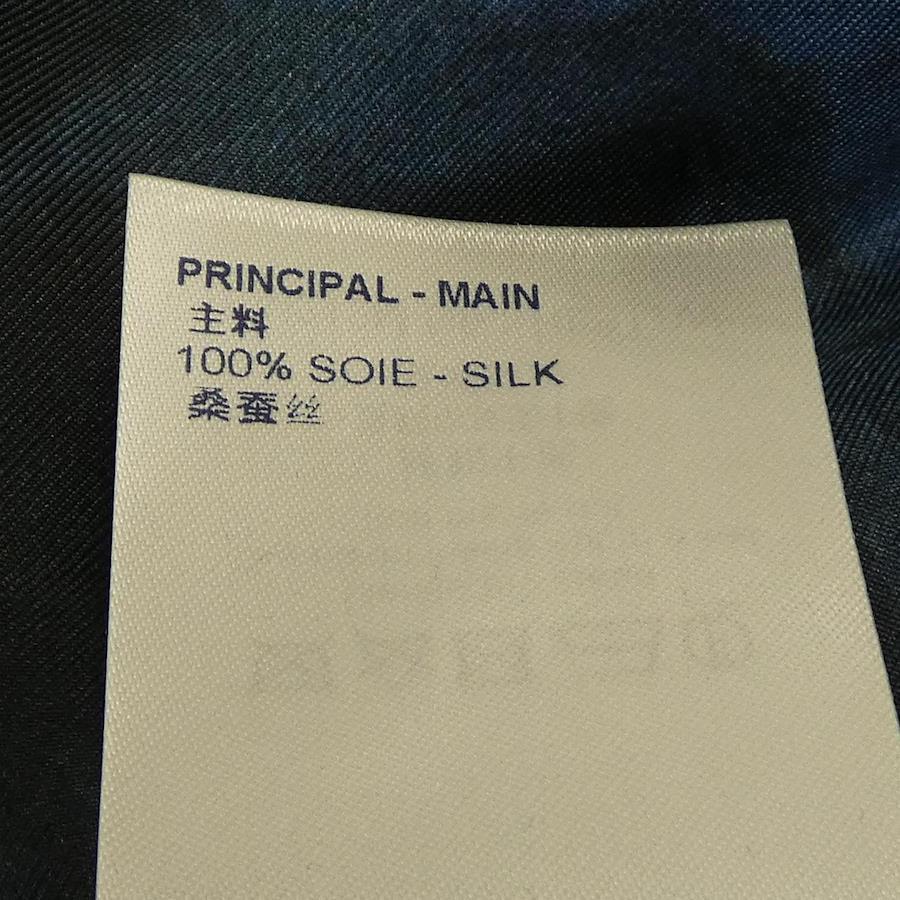 PRINCIPAL - MAIN
主料
100% SOIE - SILK
桑蚕丝